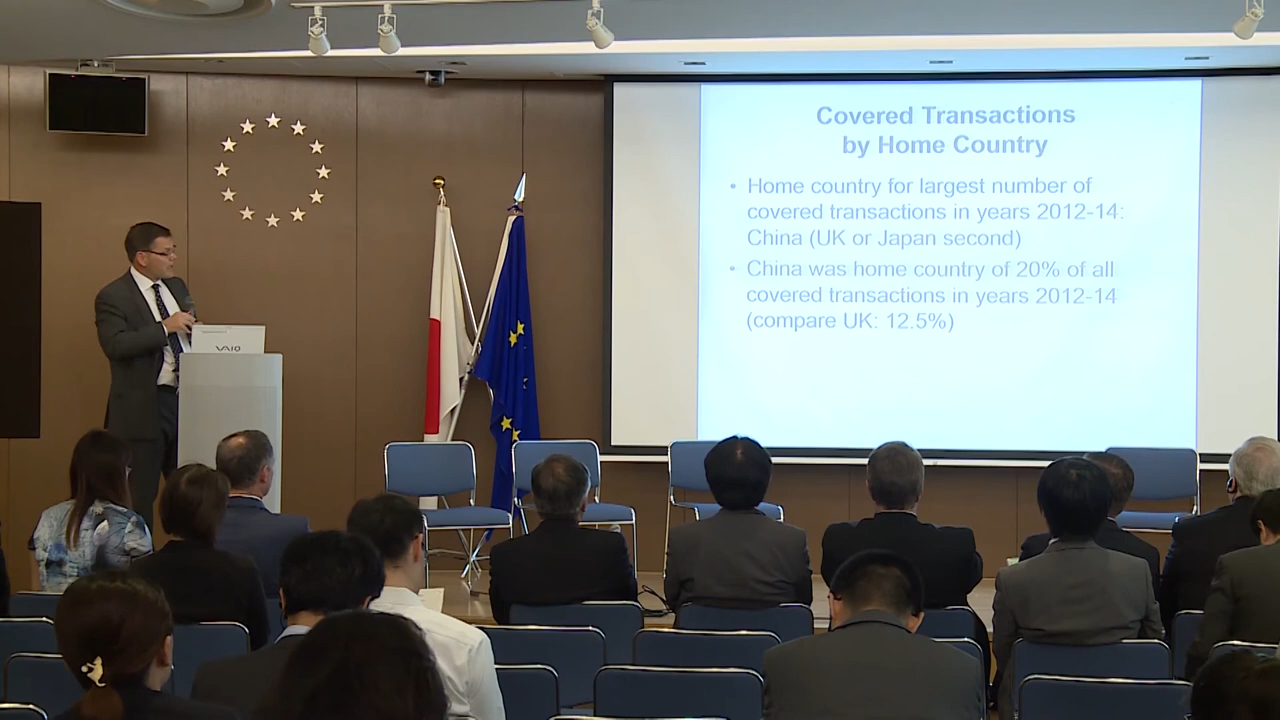 Covered Transactions
by Home Country
• Home country for largest number of
covered transactions in years 2012-14:
China (UK or Japan second)
• China was home country of 20% of all
covered transactions in years 2012-14
(compare UK: 12.5%)
VAIO